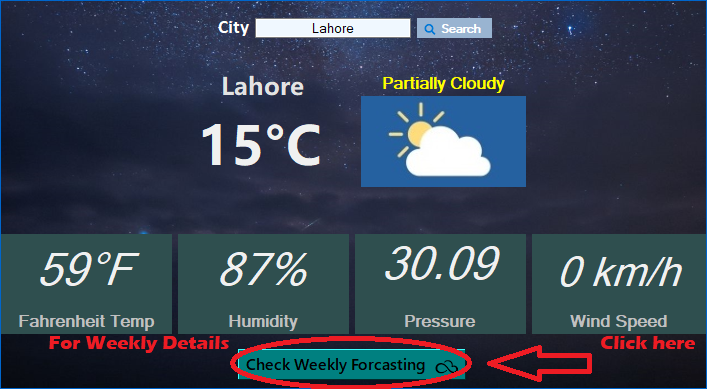 City Lahore Search
Lahore
Partially Cloudy
15°C
59°F
Fahrenheit Temp
87%
Humidity
30.09
Pressure
0 km/h
Wind Speed
For Weekly Details
Click here
Check Weekly Forcasting